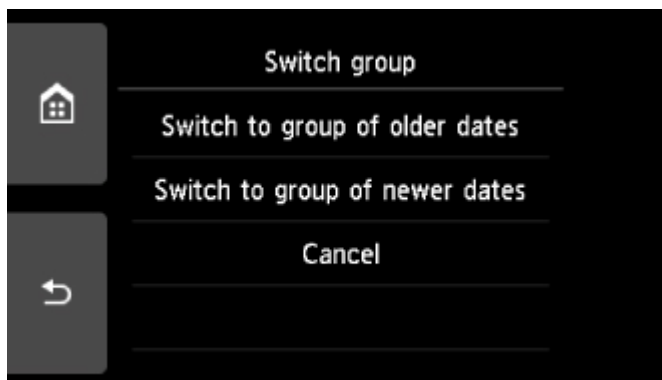 Switch group
Switch to group of older dates
Switch to group of newer dates
Cancel